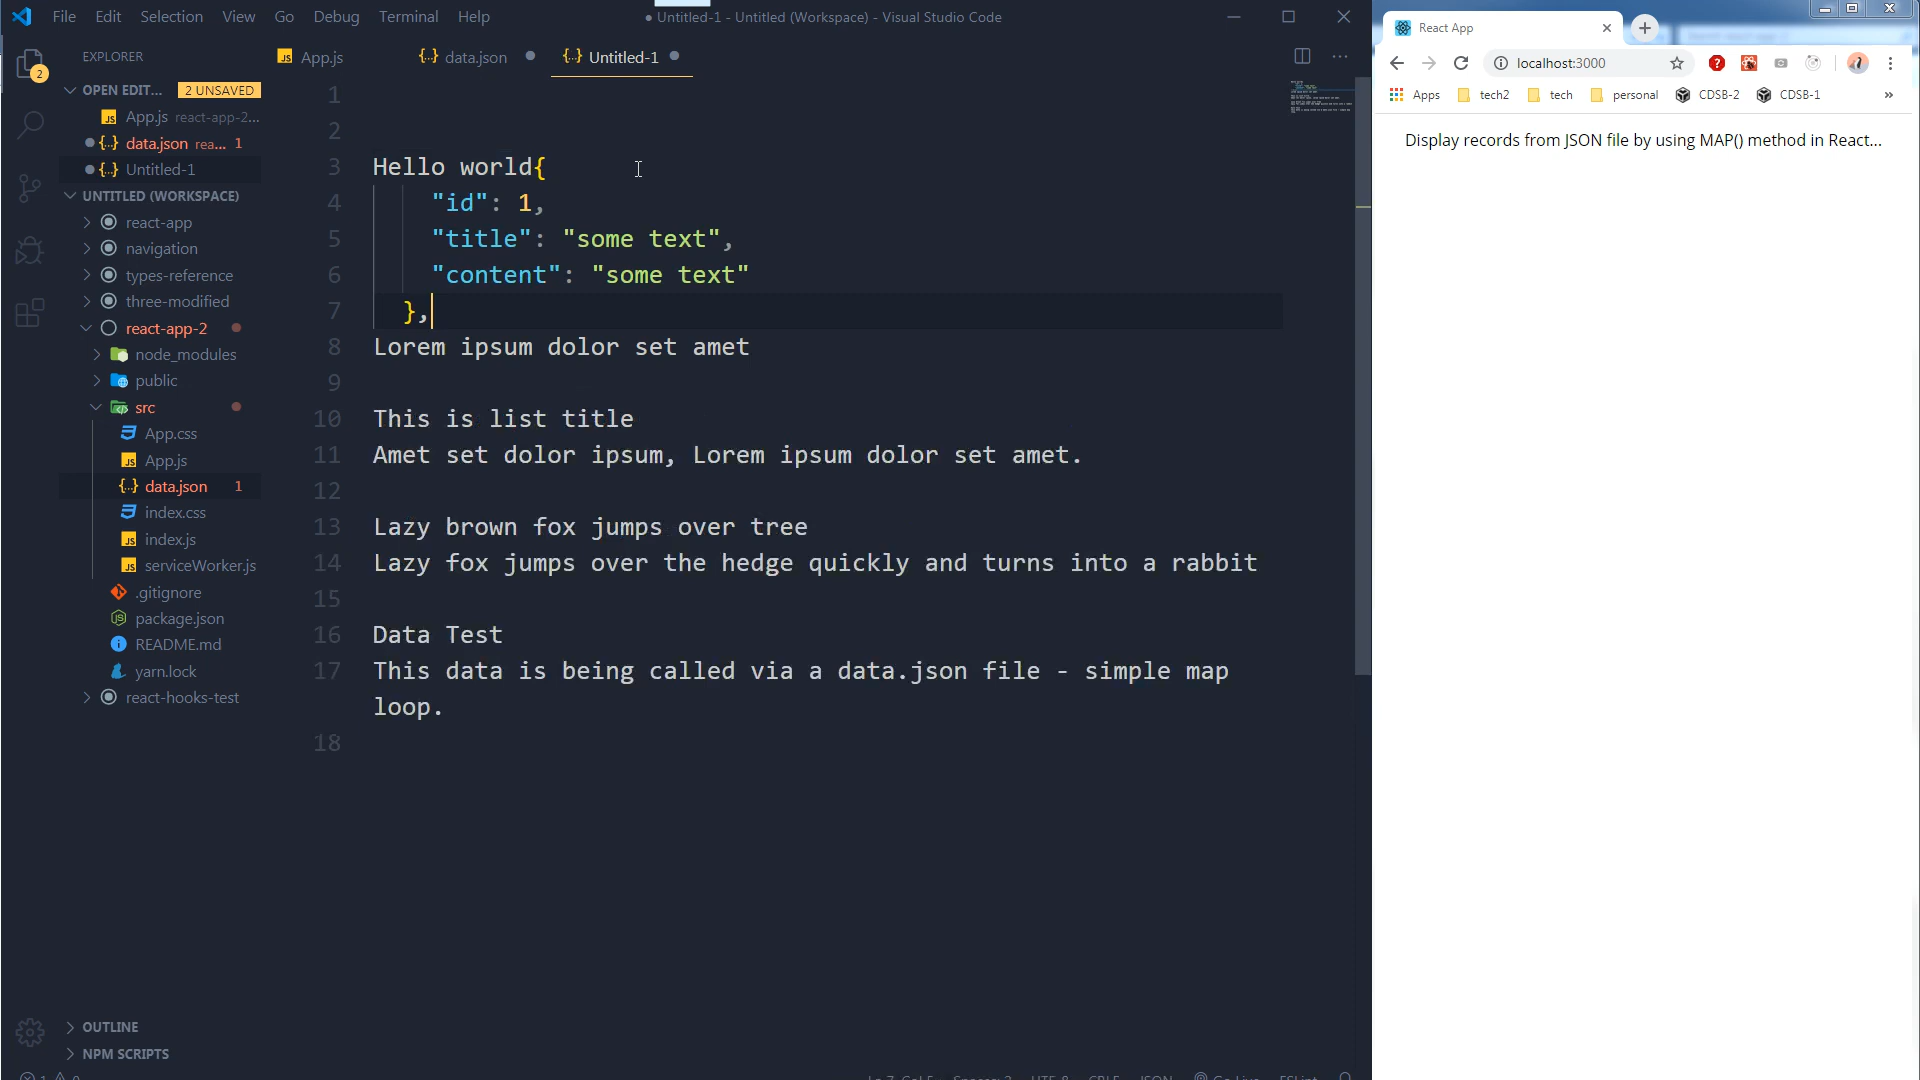 File Edit Selection View Go Debug Terminal Help
● Untitled-1 - Untitled (Workspace) - Visual Studio Code
EXPLORER
App.js
{..} data.json
{..} Untitled-1
2
OPEN EDIT... 2 UNSAVED
App.js react-app-2...
{..} data.json rea... 1
{..} Untitled-1
UNTITLED (WORKSPACE)
react-app
navigation
types-reference
three-modified
react-app-2
node_modules
public
src
App.css
App.js
{..} data.json 1
index.css
index.js
serviceWorker.js
.gitignore
package.json
README.md
yarn.lock
react-hooks-test
OUTLINE
NPM SCRIPTS
1
2
3 Hello world{
4 "id": 1,
5 "title": "some text",
6 "content": "some text"
7 },
8 Lorem ipsum dolor set amet
9
10 This is list title
11 Amet set dolor ipsum, Lorem ipsum dolor set amet.
12
13 Lazy brown fox jumps over tree
14 Lazy fox jumps over the hedge quickly and turns into a rabbit
15
16 Data Test
17 This data is being called via a data.json file - simple map
loop.
18
React App
localhost:3000
Apps tech2 tech personal CDSB-2 CDSB-1 »
Display records from JSON file by using MAP() method in React...